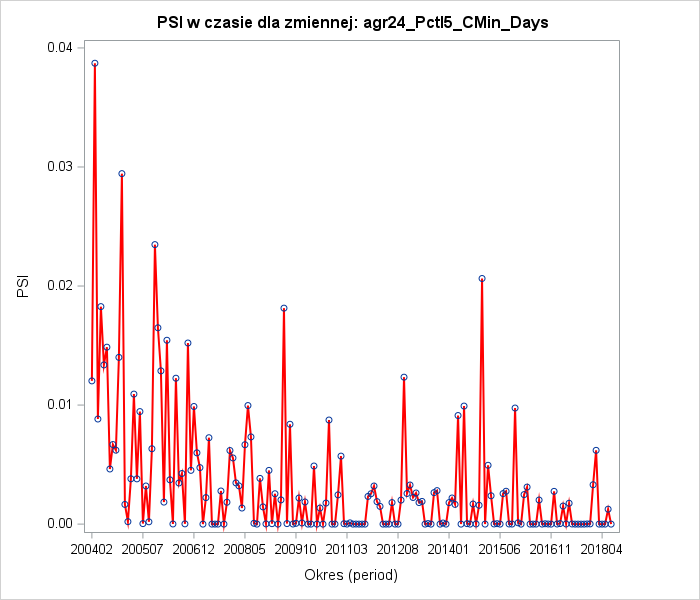 PSI w czasie dla zmiennej: agr24_Pctl5_CMin_Days
0.04
0.03
0.02
0.01
0.00
PSI
200402 200507 200612 200805 200910 201103 201208 201401 201506 201611 201804
Okres (period)